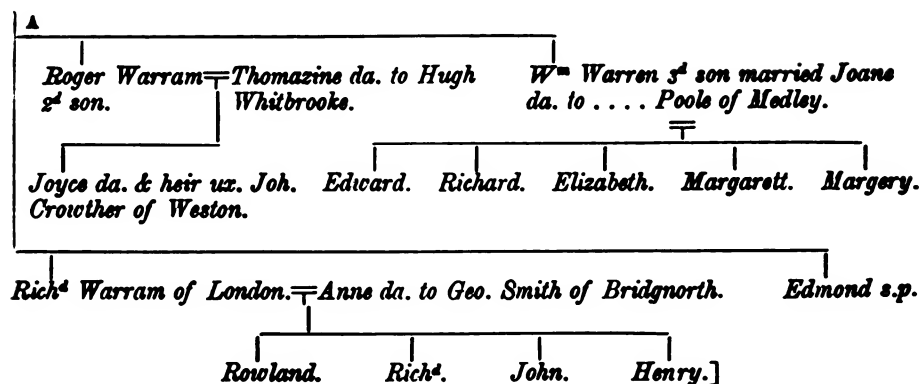 A
Roger Warram = Thomazine da. to Hugh
2d son. Whitbrooke.
Wm Warren 3d son married Joane
da. to .... Poole of Medley.
Joyce da. & heir ux. Joh.
Crowther of Weston.
Edward. Richard. Elizabeth. Margarett. Margery.
Richd Warram of London. = Anne da. to Geo. Smith of Bridgnorth. Edmond s.p.
Rowland. Richd. John. Henry.]